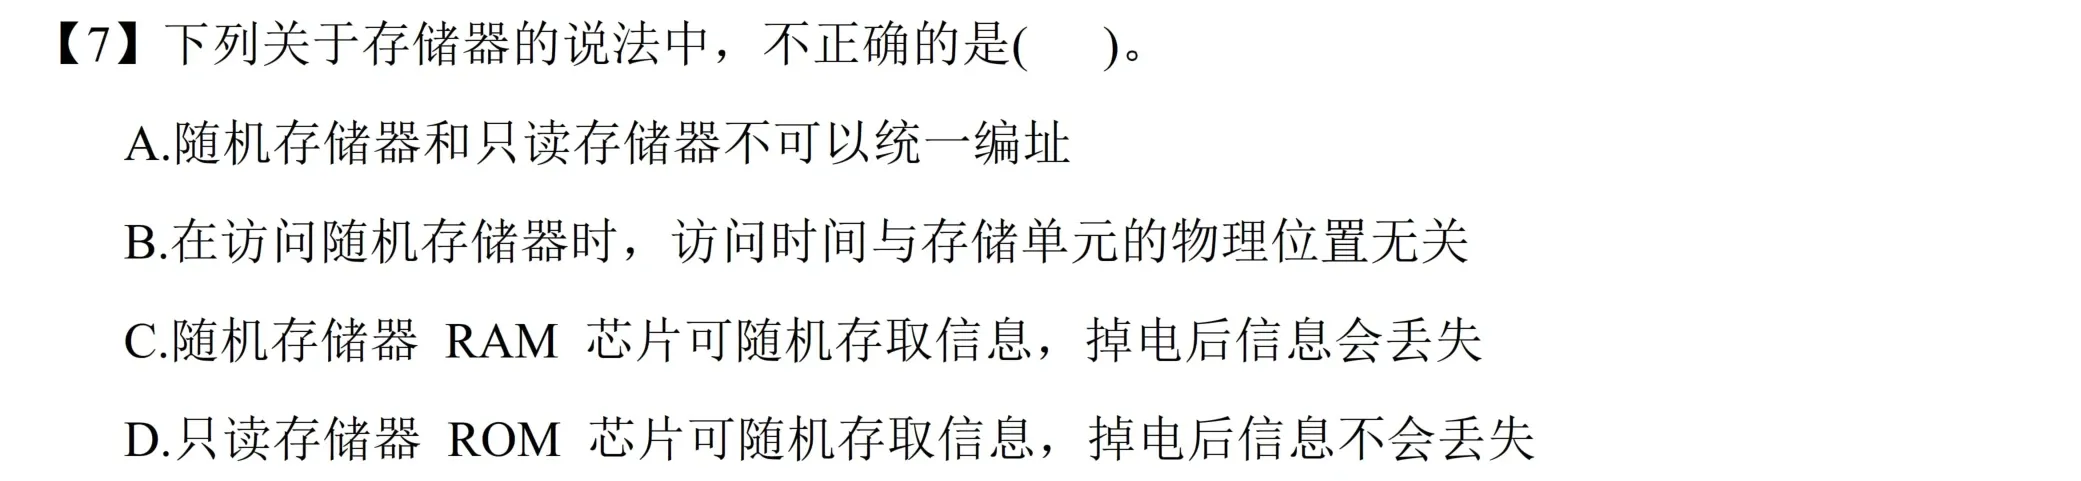 【7】下列关于存储器的说法中，不正确的是(　　)。
A.随机存储器和只读存储器不可以统一编址
B.在访问随机存储器时，访问时间与存储单元的物理位置无关
C.随机存储器 RAM 芯片可随机存取信息，掉电后信息会丢失
D.只读存储器 ROM 芯片可随机存取信息，掉电后信息不会丢失